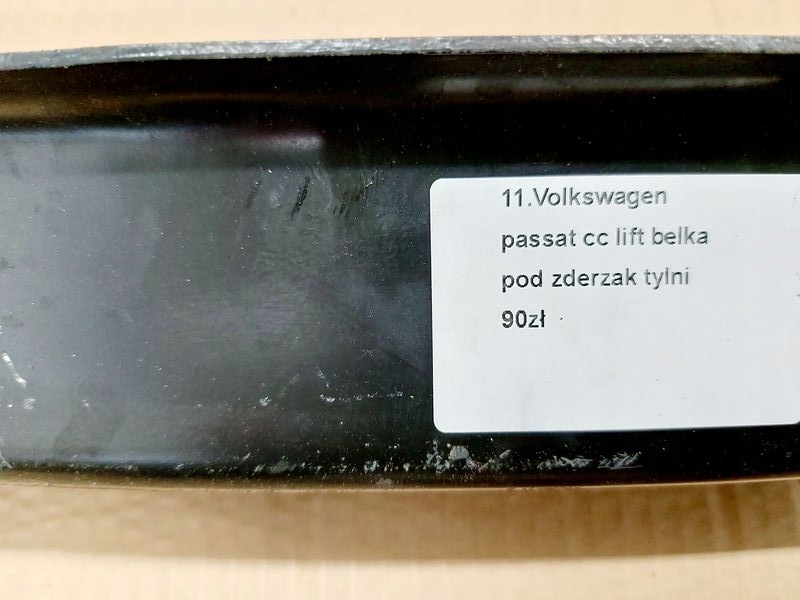 11.Volkswagen
passat cc lift belka
pod zderzak tylni
90zł